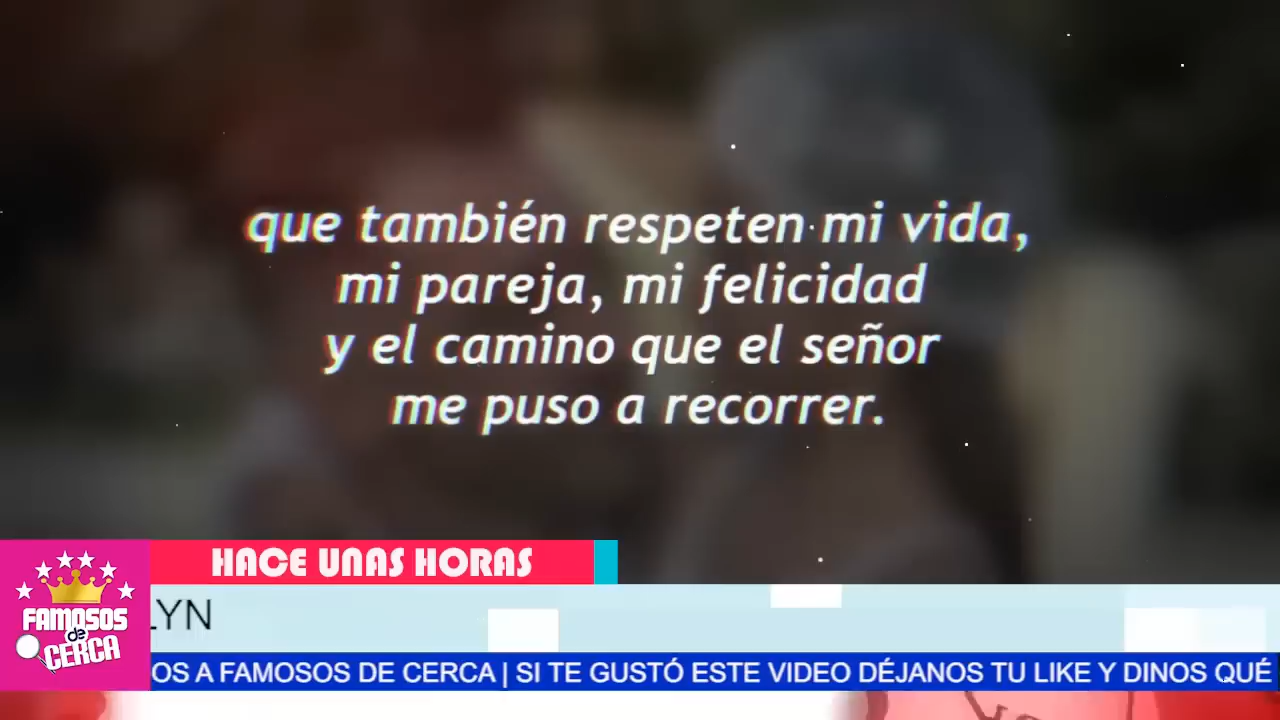 que también respeten mi vida,
mi pareja, mi felicidad
y el camino que el señor
me puso a recorrer.
HACE UNAS HORAS
LYN
FAMOSOS
de
CERCA
OS A FAMOSOS DE CERCA | SI TE GUSTÓ ESTE VIDEO DÉJANOS TU LIKE Y DINOS QUÉ